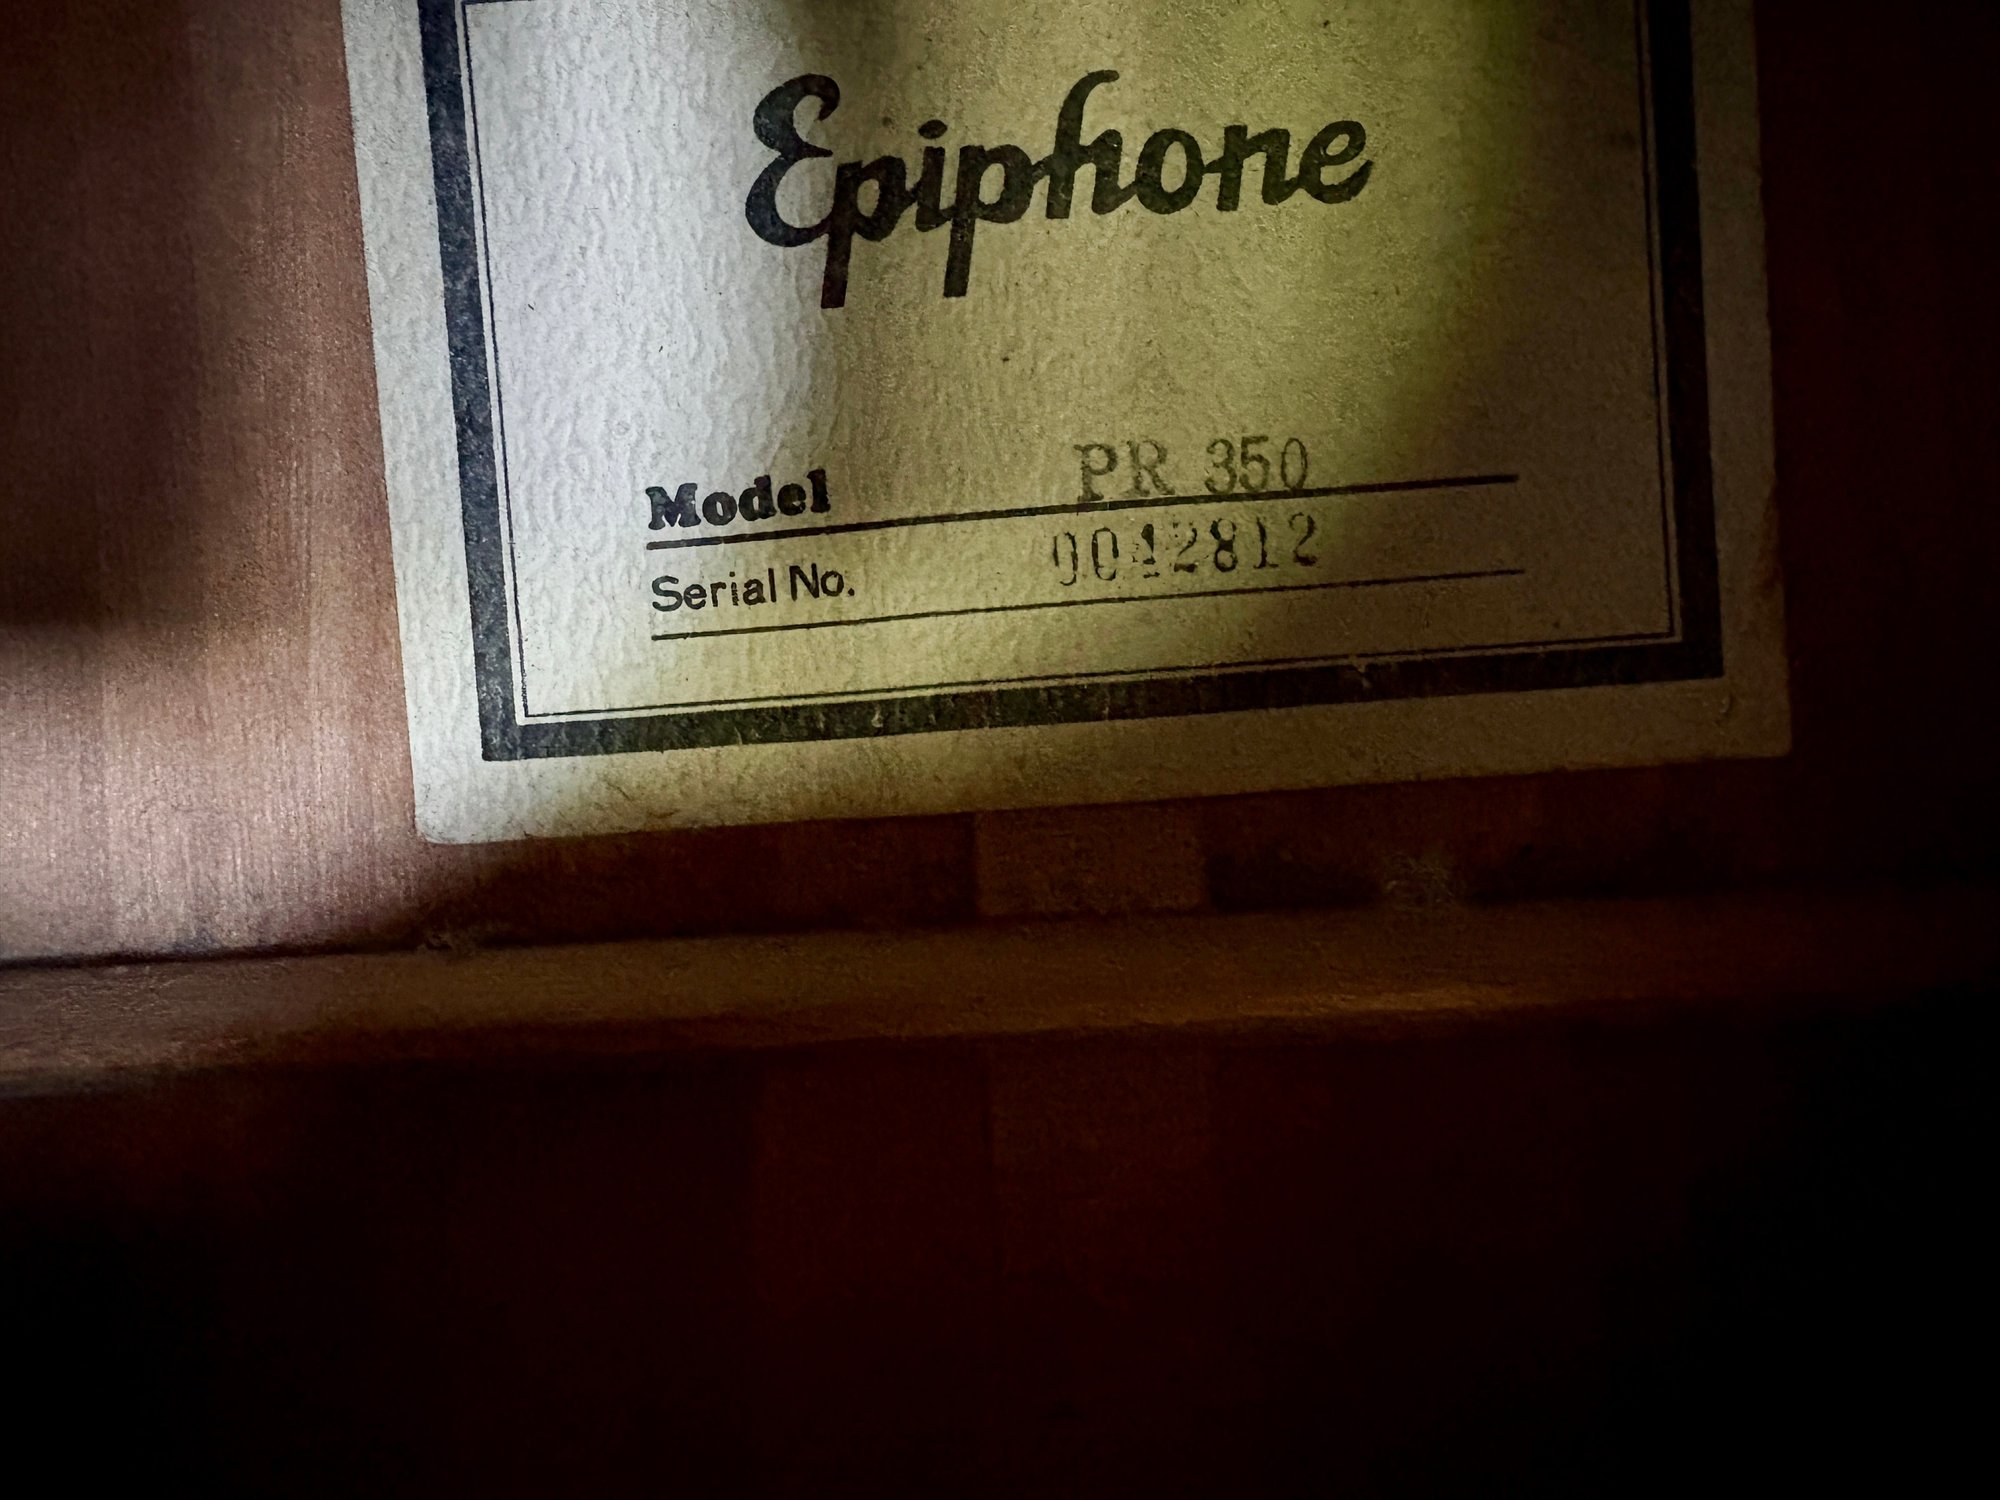 Epiphone
Model PR 350
Serial No. 0042812